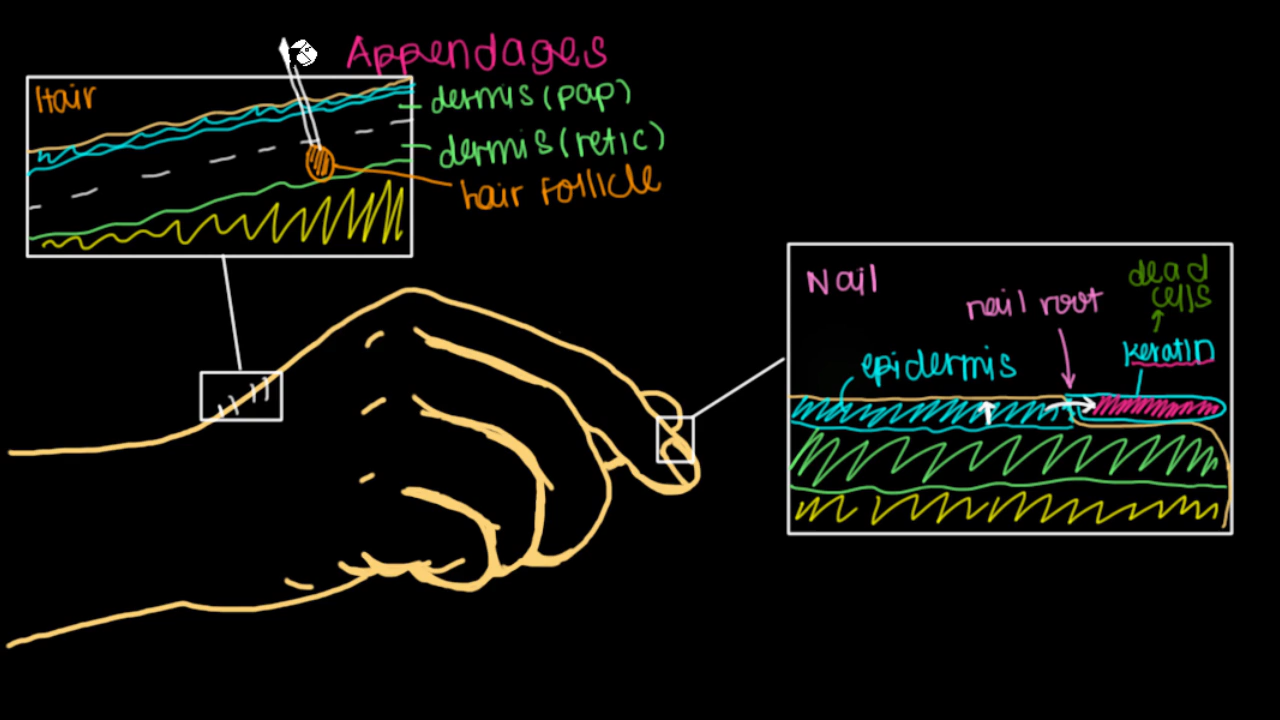 Appendages
Hair
dermis (pap)
dermis (retic)
hair follicle
Nail
dead
cells
nail root
keratin
epidermis